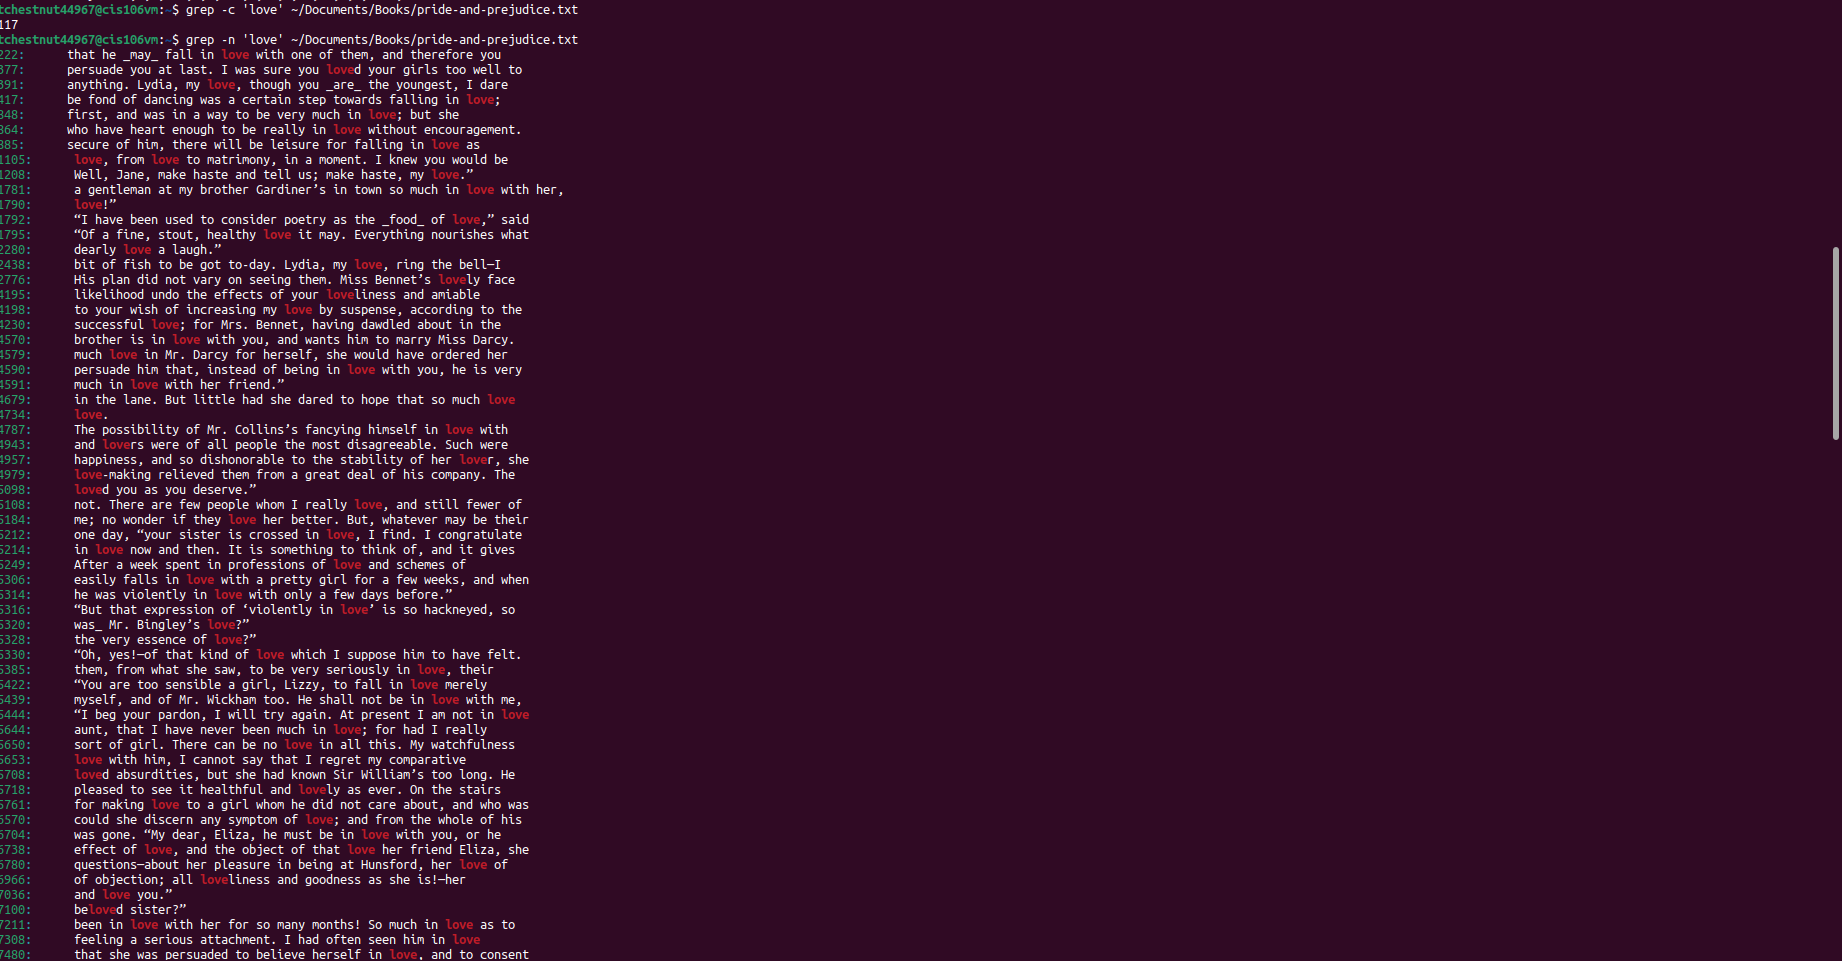 tchestnut44967@cis106vm:~$ grep -c 'love' ~/Documents/Books/pride-and-prejudice.txt
117
tchestnut44967@cis106vm:~$ grep -n 'love' ~/Documents/Books/pride-and-prejudice.txt
222: that he _may_ fall in love with one of them, and therefore you
377: persuade you at last. I was sure you loved your girls too well to
391: anything. Lydia, my love, though you _are_ the youngest, I dare
417: be fond of dancing was a certain step towards falling in love;
848: first, and was in a way to be very much in love; but she
864: who have heart enough to be really in love without encouragement.
885: secure of him, there will be leisure for falling in love as
1105: love, from love to matrimony, in a moment. I knew you would be
1208: Well, Jane, make haste and tell us; make haste, my love.”
1781: a gentleman at my brother Gardiner’s in town so much in love with her,
1790: love!”
1792: “I have been used to consider poetry as the _food_ of love,” said
1795: “Of a fine, stout, healthy love it may. Everything nourishes what
2280: dearly love a laugh.”
2438: bit of fish to be got to-day. Lydia, my love, ring the bell—I
2776: His plan did not vary on seeing them. Miss Bennet’s lovely face
4195: likelihood undo the effects of your loveliness and amiable
4198: to your wish of increasing my love by suspense, according to the
4230: successful love; for Mrs. Bennet, having dawdled about in the
4570: brother is in love with you, and wants him to marry Miss Darcy.
4579: much love in Mr. Darcy for herself, she would have ordered her
4590: persuade him that, instead of being in love with you, he is very
4591: much in love with her friend.”
4679: in the lane. But little had she dared to hope that so much love
4734: love.
4787: The possibility of Mr. Collins’s fancying himself in love with
4943: and lovers were of all people the most disagreeable. Such were
4957: happiness, and so dishonorable to the stability of her lover, she
4979: love-making relieved them from a great deal of his company. The
5098: loved you as you deserve.”
5108: not. There are few people whom I really love, and still fewer of
5184: me; no wonder if they love her better. But, whatever may be their
5212: one day, “your sister is crossed in love, I find. I congratulate
5214: in love now and then. It is something to think of, and it gives
5249: After a week spent in professions of love and schemes of
5306: easily falls in love with a pretty girl for a few weeks, and when
5314: he was violently in love with only a few days before.”
5316: “But that expression of ‘violently in love’ is so hackneyed, so
5320: was_ Mr. Bingley’s love?”
5328: the very essence of love?”
5330: “Oh, yes!—of that kind of love which I suppose him to have felt.
5385: them, from what she saw, to be very seriously in love, their
5422: “You are too sensible a girl, Lizzy, to fall in love merely
5439: myself, and of Mr. Wickham too. He shall not be in love with me,
5444: “I beg your pardon, I will try again. At present I am not in love
5644: aunt, that I have never been much in love; for had I really
5650: sort of girl. There can be no love in all this. My watchfulness
5653: love with him, I cannot say that I regret my comparative
5708: loved absurdities, but she had known Sir William’s too long. He
5718: pleased to see it healthful and lovely as ever. On the stairs
5761: for making love to a girl whom he did not care about, and who was
6570: could she discern any symptom of love; and from the whole of his
6704: was gone. “My dear, Eliza, he must be in love with you, or he
6738: effect of love, and the object of that love her friend Eliza, she
6780: questions—about her pleasure in being at Hunsford, her love of
6966: of objection; all loveliness and goodness as she is!—her
7036: and love you.”
7100: beloved sister?”
7211: been in love with her for so many months! So much in love as to
7308: feeling a serious attachment. I had often seen him in love
7480: that she was persuaded to believe herself in love, and to consent